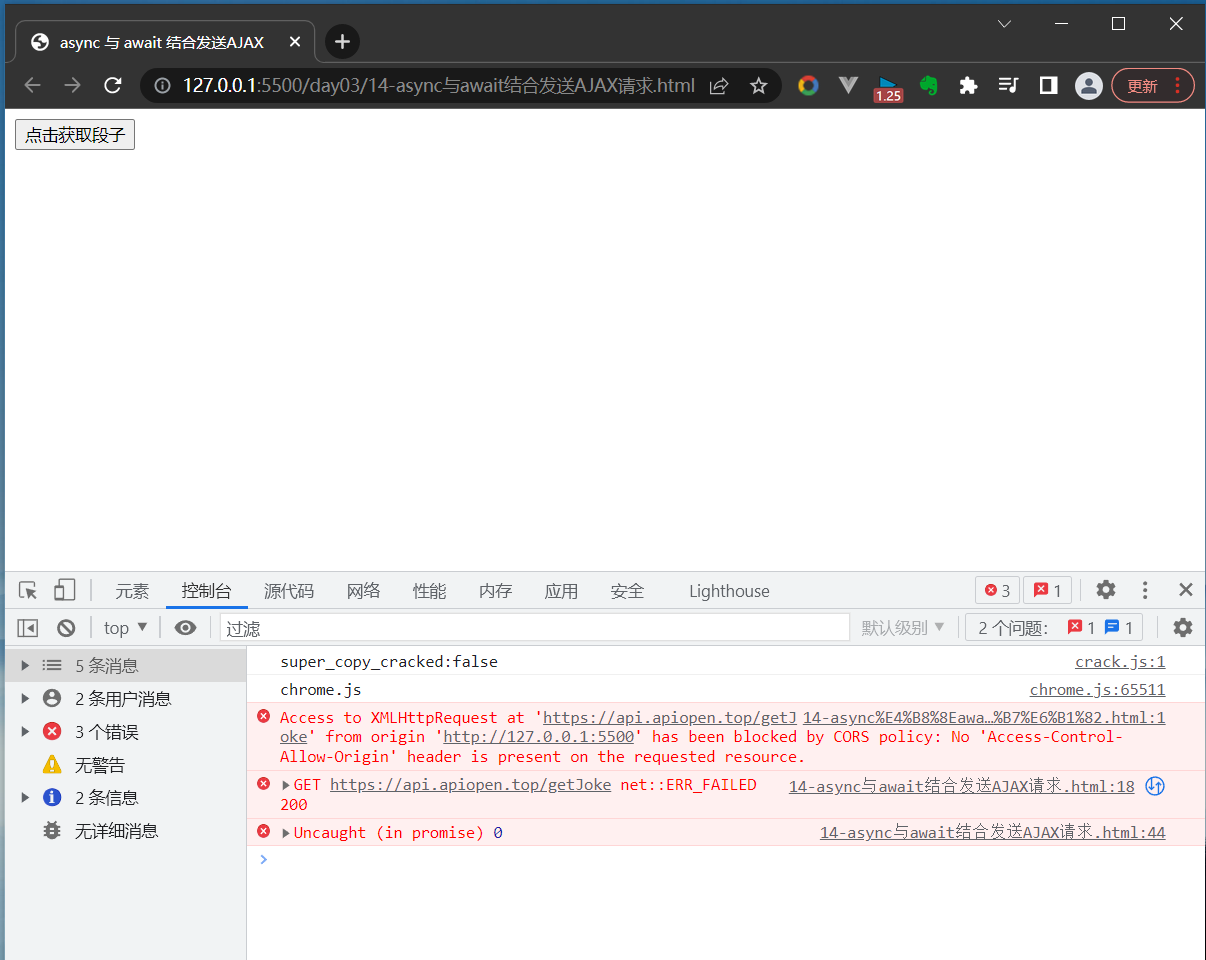 async 与 await 结合发送AJAX
127.0.0.1:5500/day03/14-async与await结合发送AJAX请求.html
1.25
更新
点击获取段子
元素 控制台 源代码 网络 性能 内存 应用 安全 Lighthouse 3 1
top 过滤 默认级别 2 个问题: 1 1
5 条消息
2 条用户消息
3 个错误
无警告
2 条信息
无详细消息
super_copy_cracked:false crack.js:1
chrome.js chrome.js:65511
Access to XMLHttpRequest at 'https://api.apiopen.top/getJ 14-async%E4%B8%8Eawa…%B7%E6%B1%82.html:1
oke' from origin 'http://127.0.0.1:5500' has been blocked by CORS policy: No 'Access-Control-
Allow-Origin' header is present on the requested resource.
GET https://api.apiopen.top/getJoke net::ERR_FAILED 14-async与await结合发送AJAX请求.html:18
200
Uncaught (in promise) 0 14-async与await结合发送AJAX请求.html:44